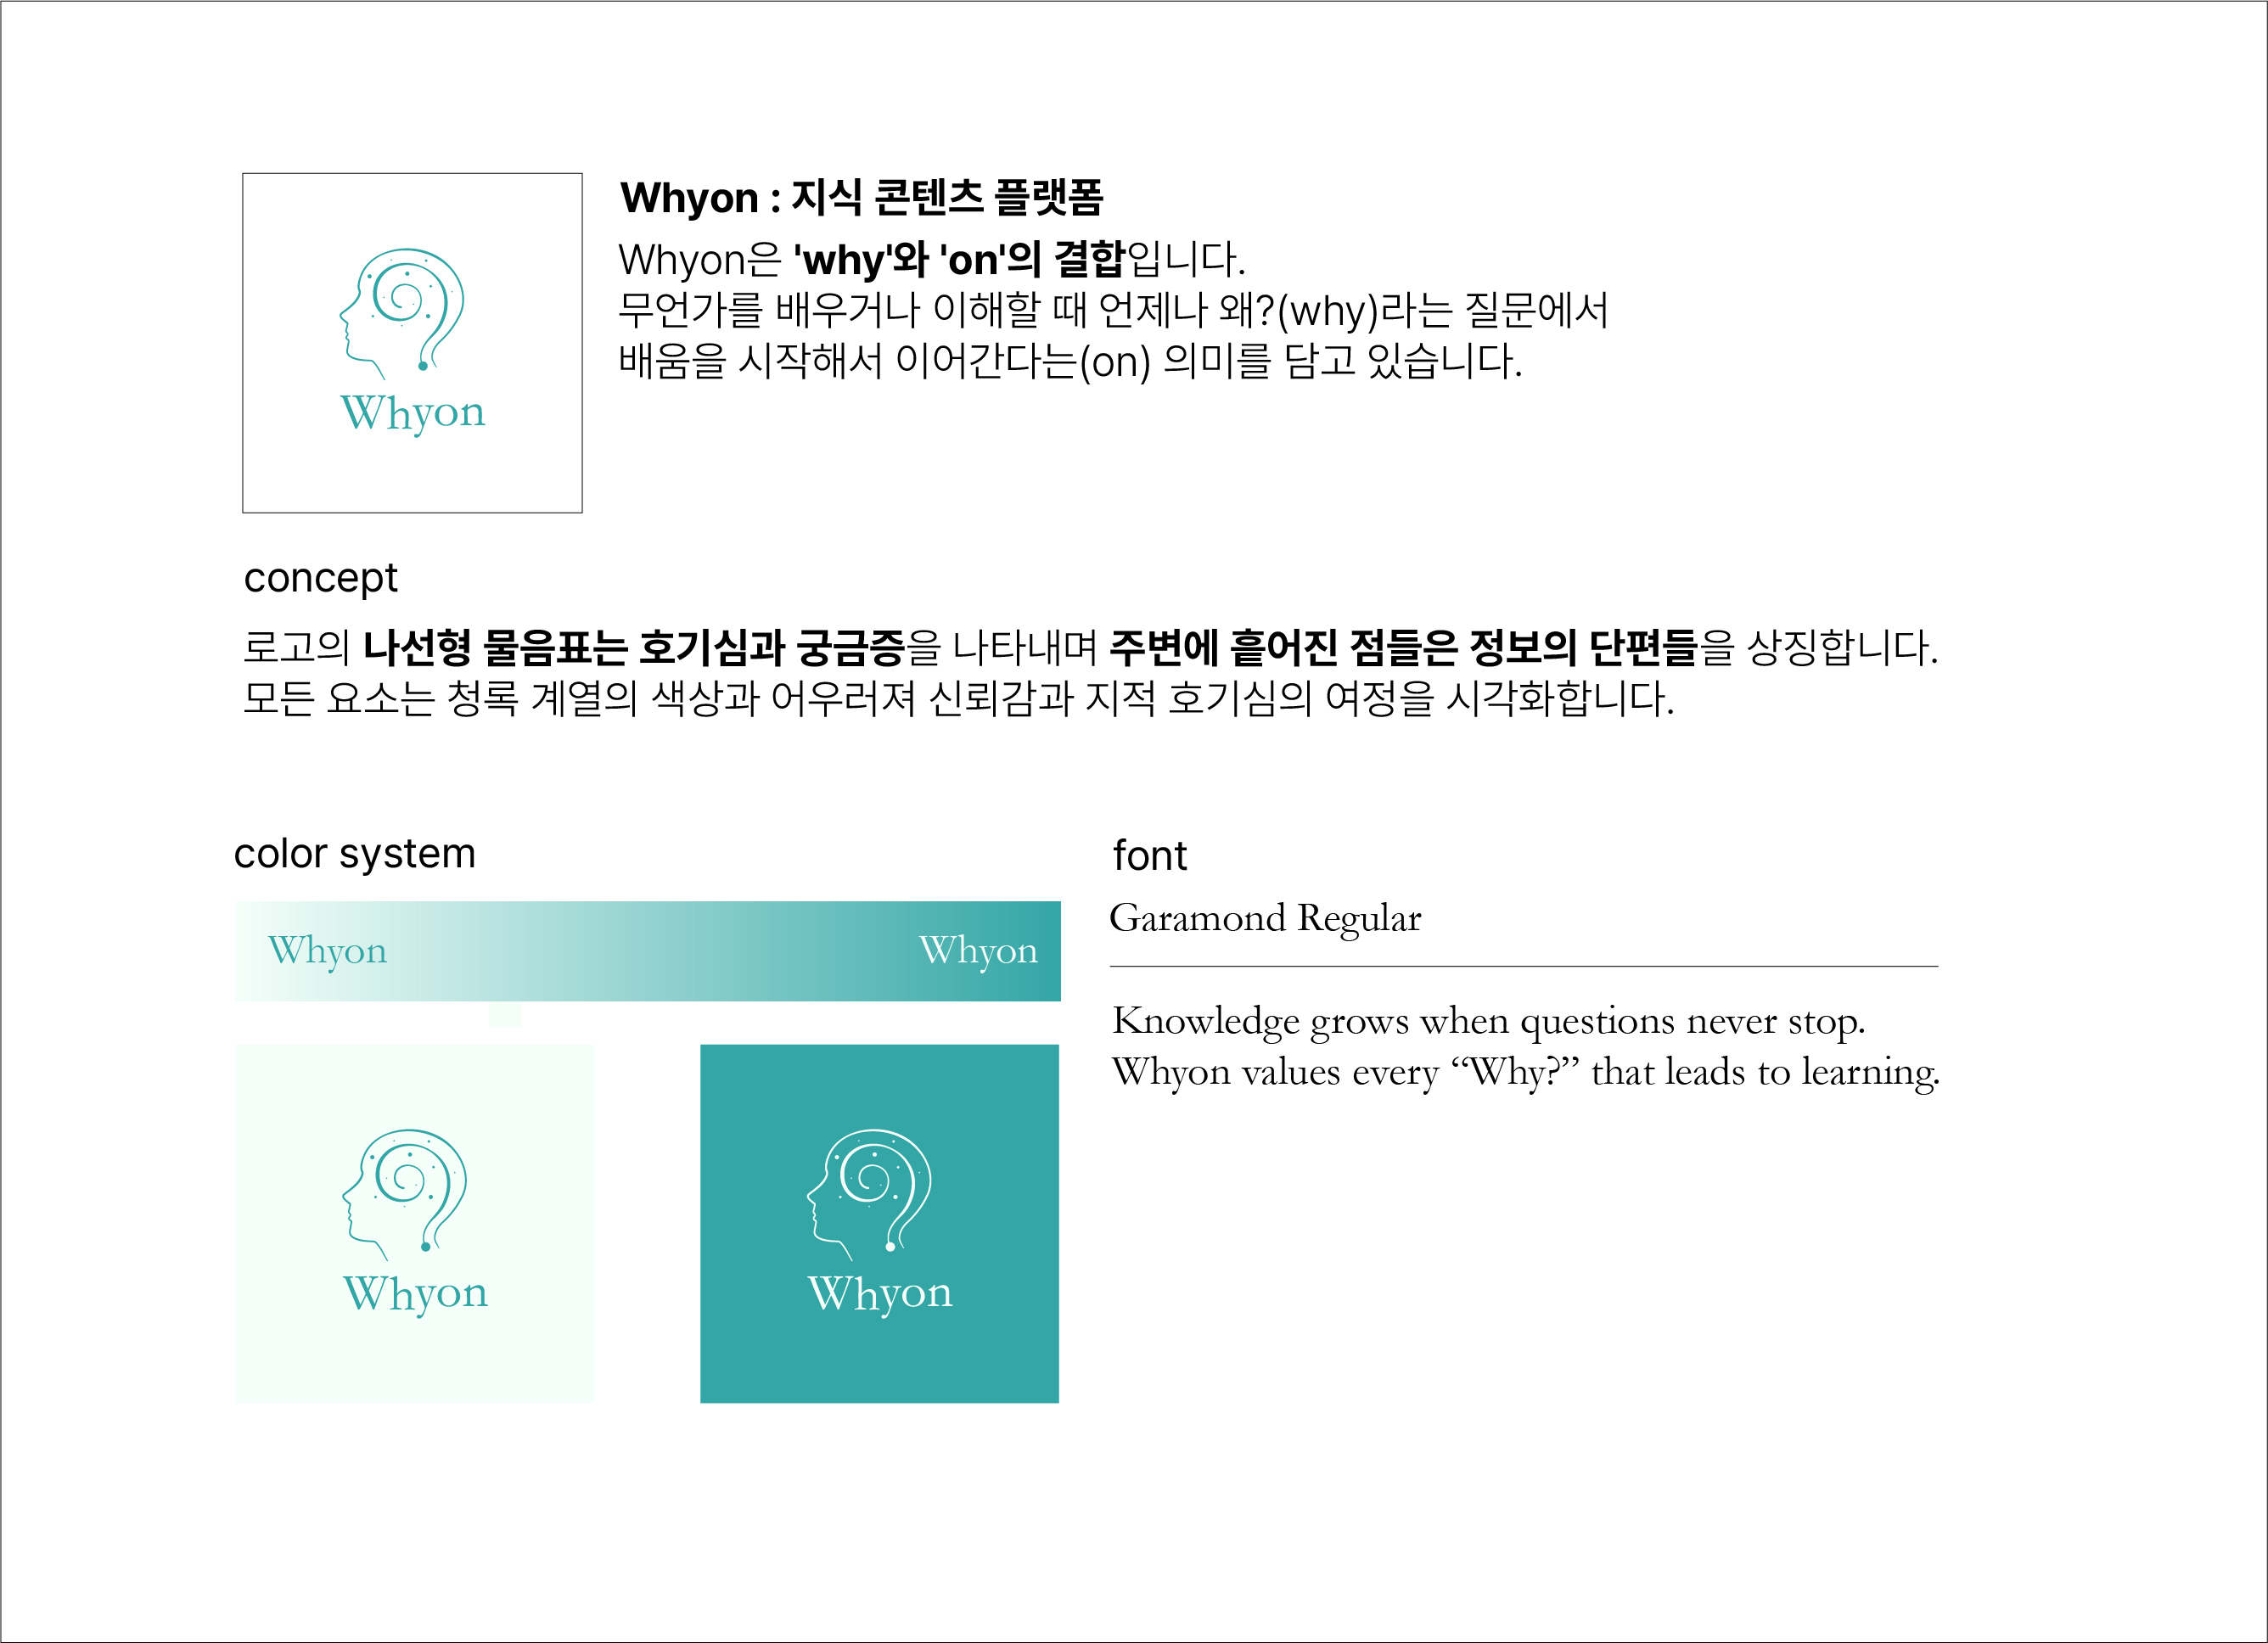 Whyon
Whyon : 지식 콘텐츠 플랫폼
Whyon은 'why'와 'on'의 결합입니다.
무언가를 배우거나 이해할 때 언제나 왜?(why)라는 질문에서
배움을 시작해서 이어간다는(on) 의미를 담고 있습니다.
concept
로고의 나선형 물음표는 호기심과 궁금증을 나타내며 주변에 흩어진 점들은 정보의 단편들을 상징합니다.
모든 요소는 청록 계열의 색상과 어우러져 신뢰감과 지적 호기심의 여정을 시각화합니다.
color system
Whyon
Whyon
Whyon
Whyon
font
Garamond Regular
Knowledge grows when questions never stop.
Whyon values every “Why?” that leads to learning.